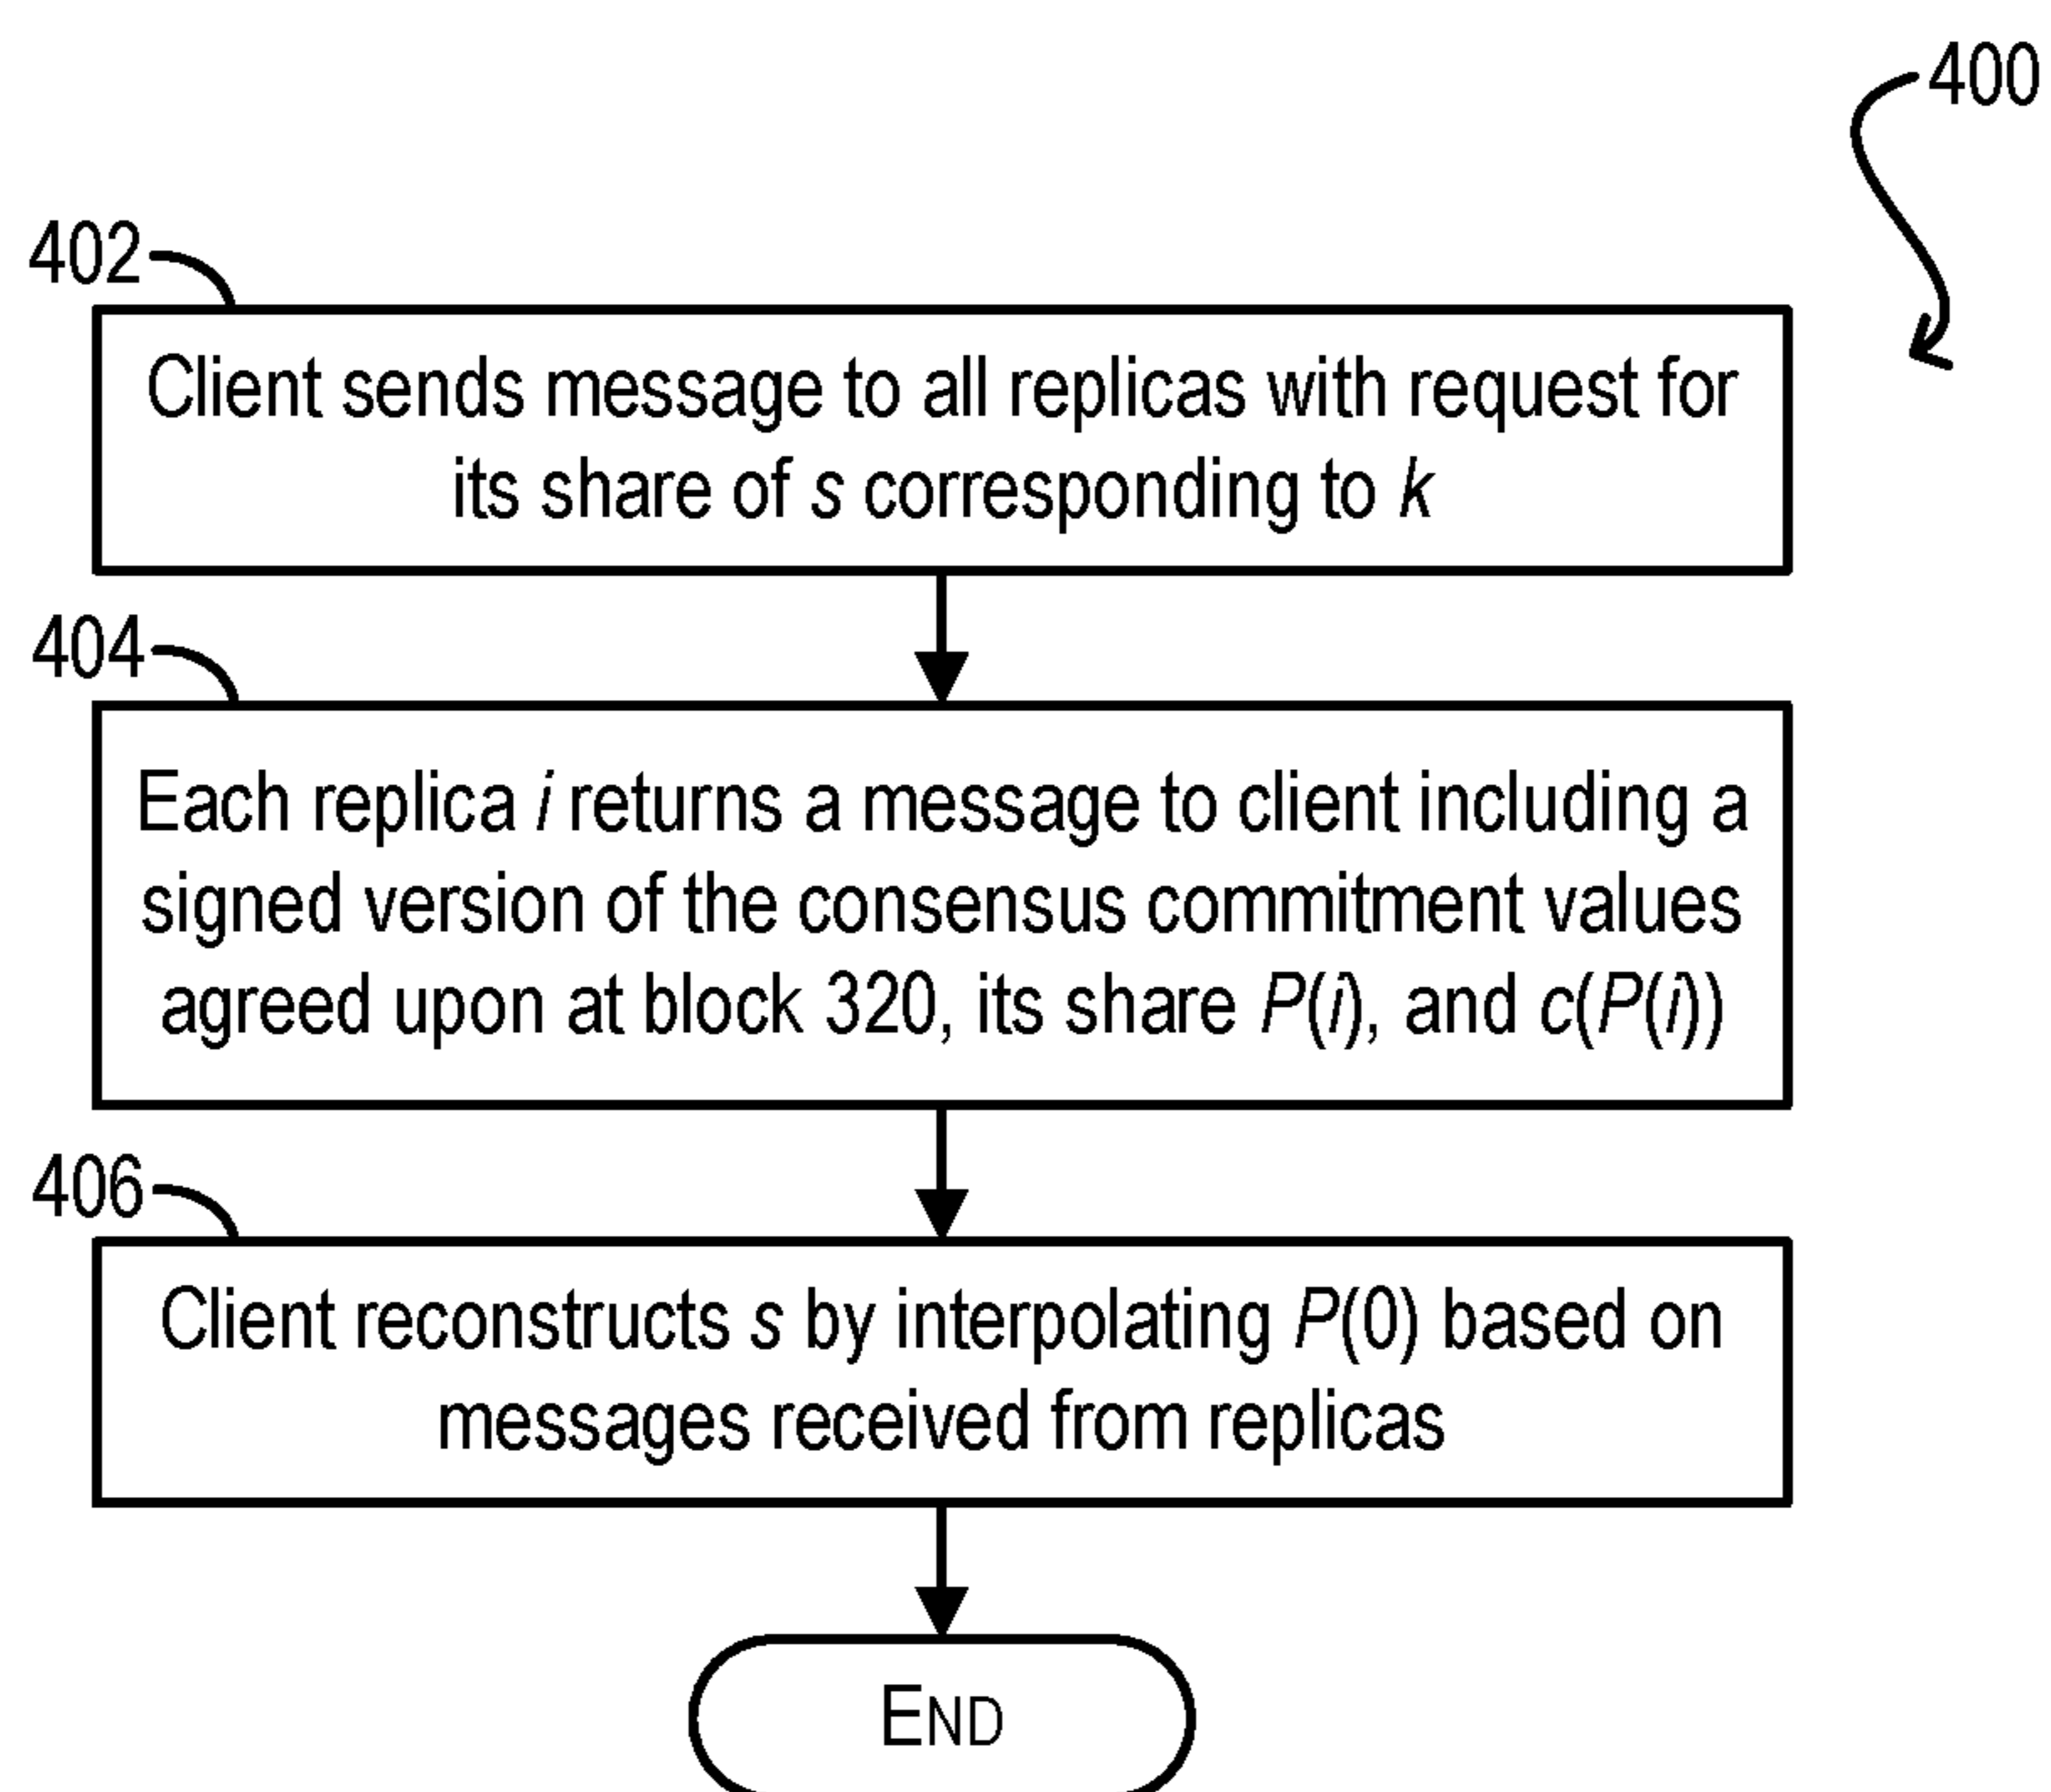 400
402
Client sends message to all replicas with request for
its share of s corresponding to k
404
Each replica i returns a message to client including a
signed version of the consensus commitment values
agreed upon at block 320, its share P(i), and c(P(i))
406
Client reconstructs s by interpolating P(0) based on
messages received from replicas
END